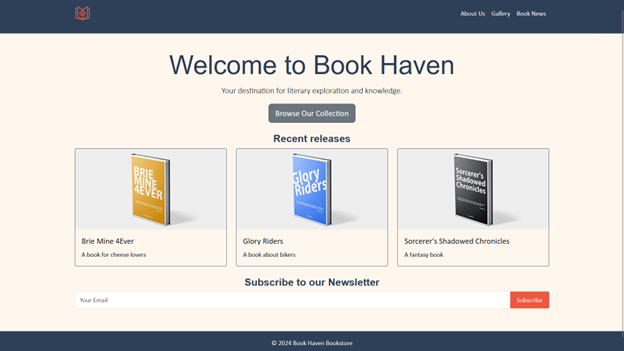 About Us Gallery Book News
Welcome to Book Haven
Your destination for literary exploration and knowledge.
Browse Our Collection
Recent releases
BRIE
MINE
4EVER
Glory
Riders
Sorcerer's
Shadowed
Chronicles
Brie Mine 4Ever
Glory Riders
Sorcerer's Shadowed Chronicles
A book for cheese lovers
A book about bikers
A fantasy book
Subscribe to our Newsletter
Your Email
Subscribe
© 2024 Book Haven Bookstore